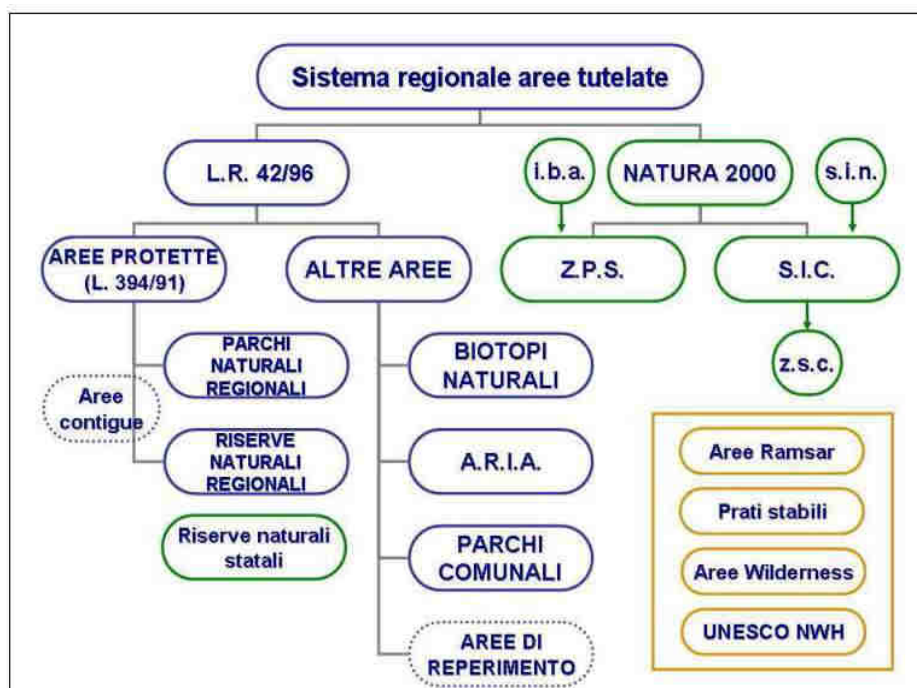 Sistema regionale aree tutelate
L.R. 42/96
i.b.a.
NATURA 2000
s.i.n.
AREE PROTETTE
(L. 394/91)
ALTRE AREE
Z.P.S.
S.I.C.
PARCHI
NATURALI
REGIONALI
BIOTOPI
NATURALI
z.s.c.
Aree
contigue
RISERVE
NATURALI
REGIONALI
A.R.I.A.
Aree Ramsar
Prati stabili
Riserve naturali
statali
PARCHI
COMUNALI
Aree Wilderness
UNESCO NWH
AREE DI
REPERIMENTO